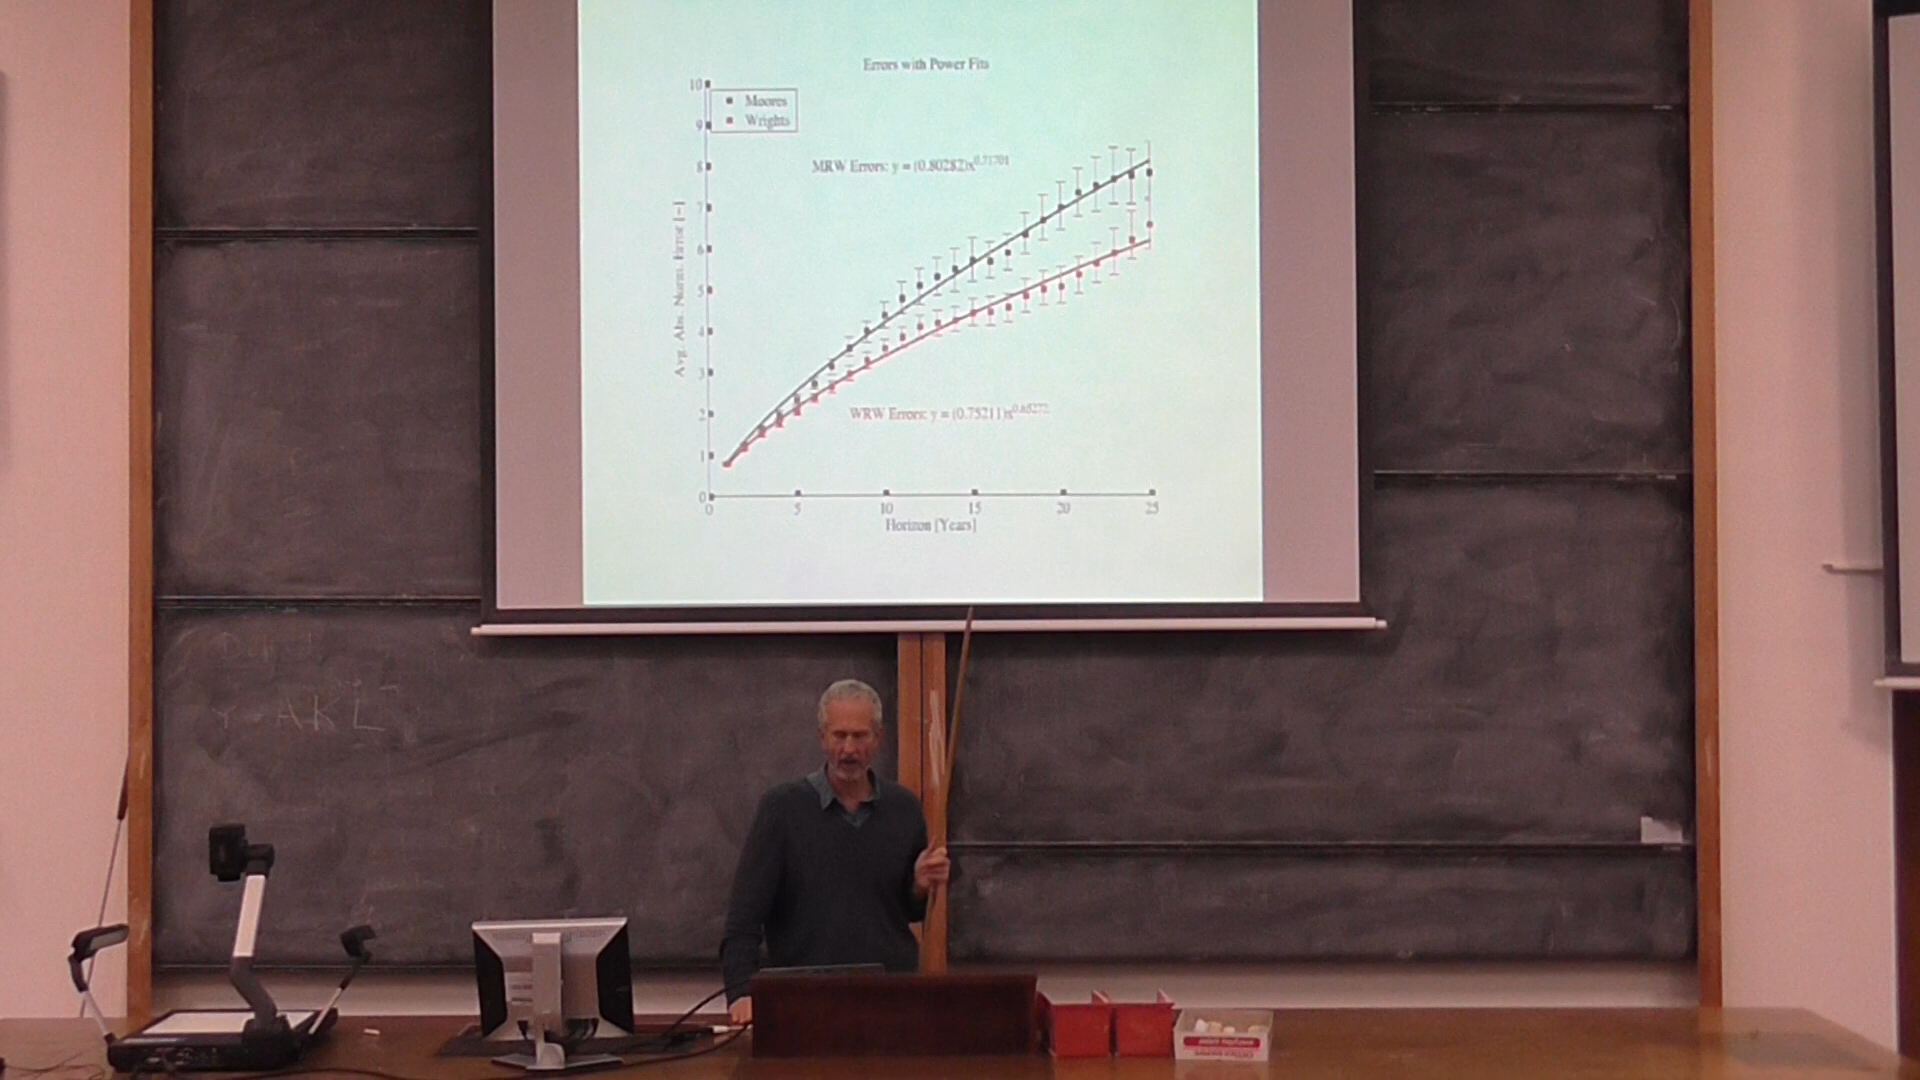 Errors with Power Fits
10
Moores
Wrights
9
MRW Errors: y = (0.80282)x^0.71701
8
7
6
5
4
3
2
1
0
Avg. Abs. Norm. Error [-]
WRW Errors: y = (0.75211)x^0.65272
0 5 10 15 20 25
Horizon [Years]
Y AKL